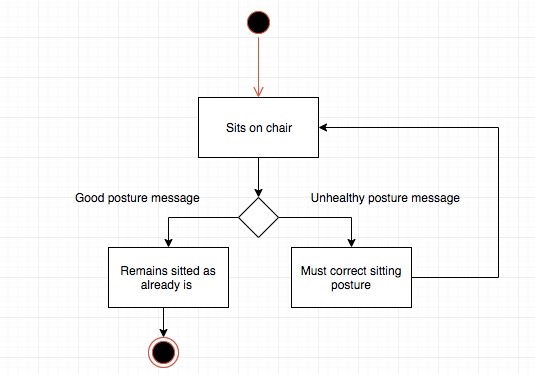 Sits on chair
Good posture message
Unhealthy posture message
Remains sitted as
already is
Must correct sitting
posture